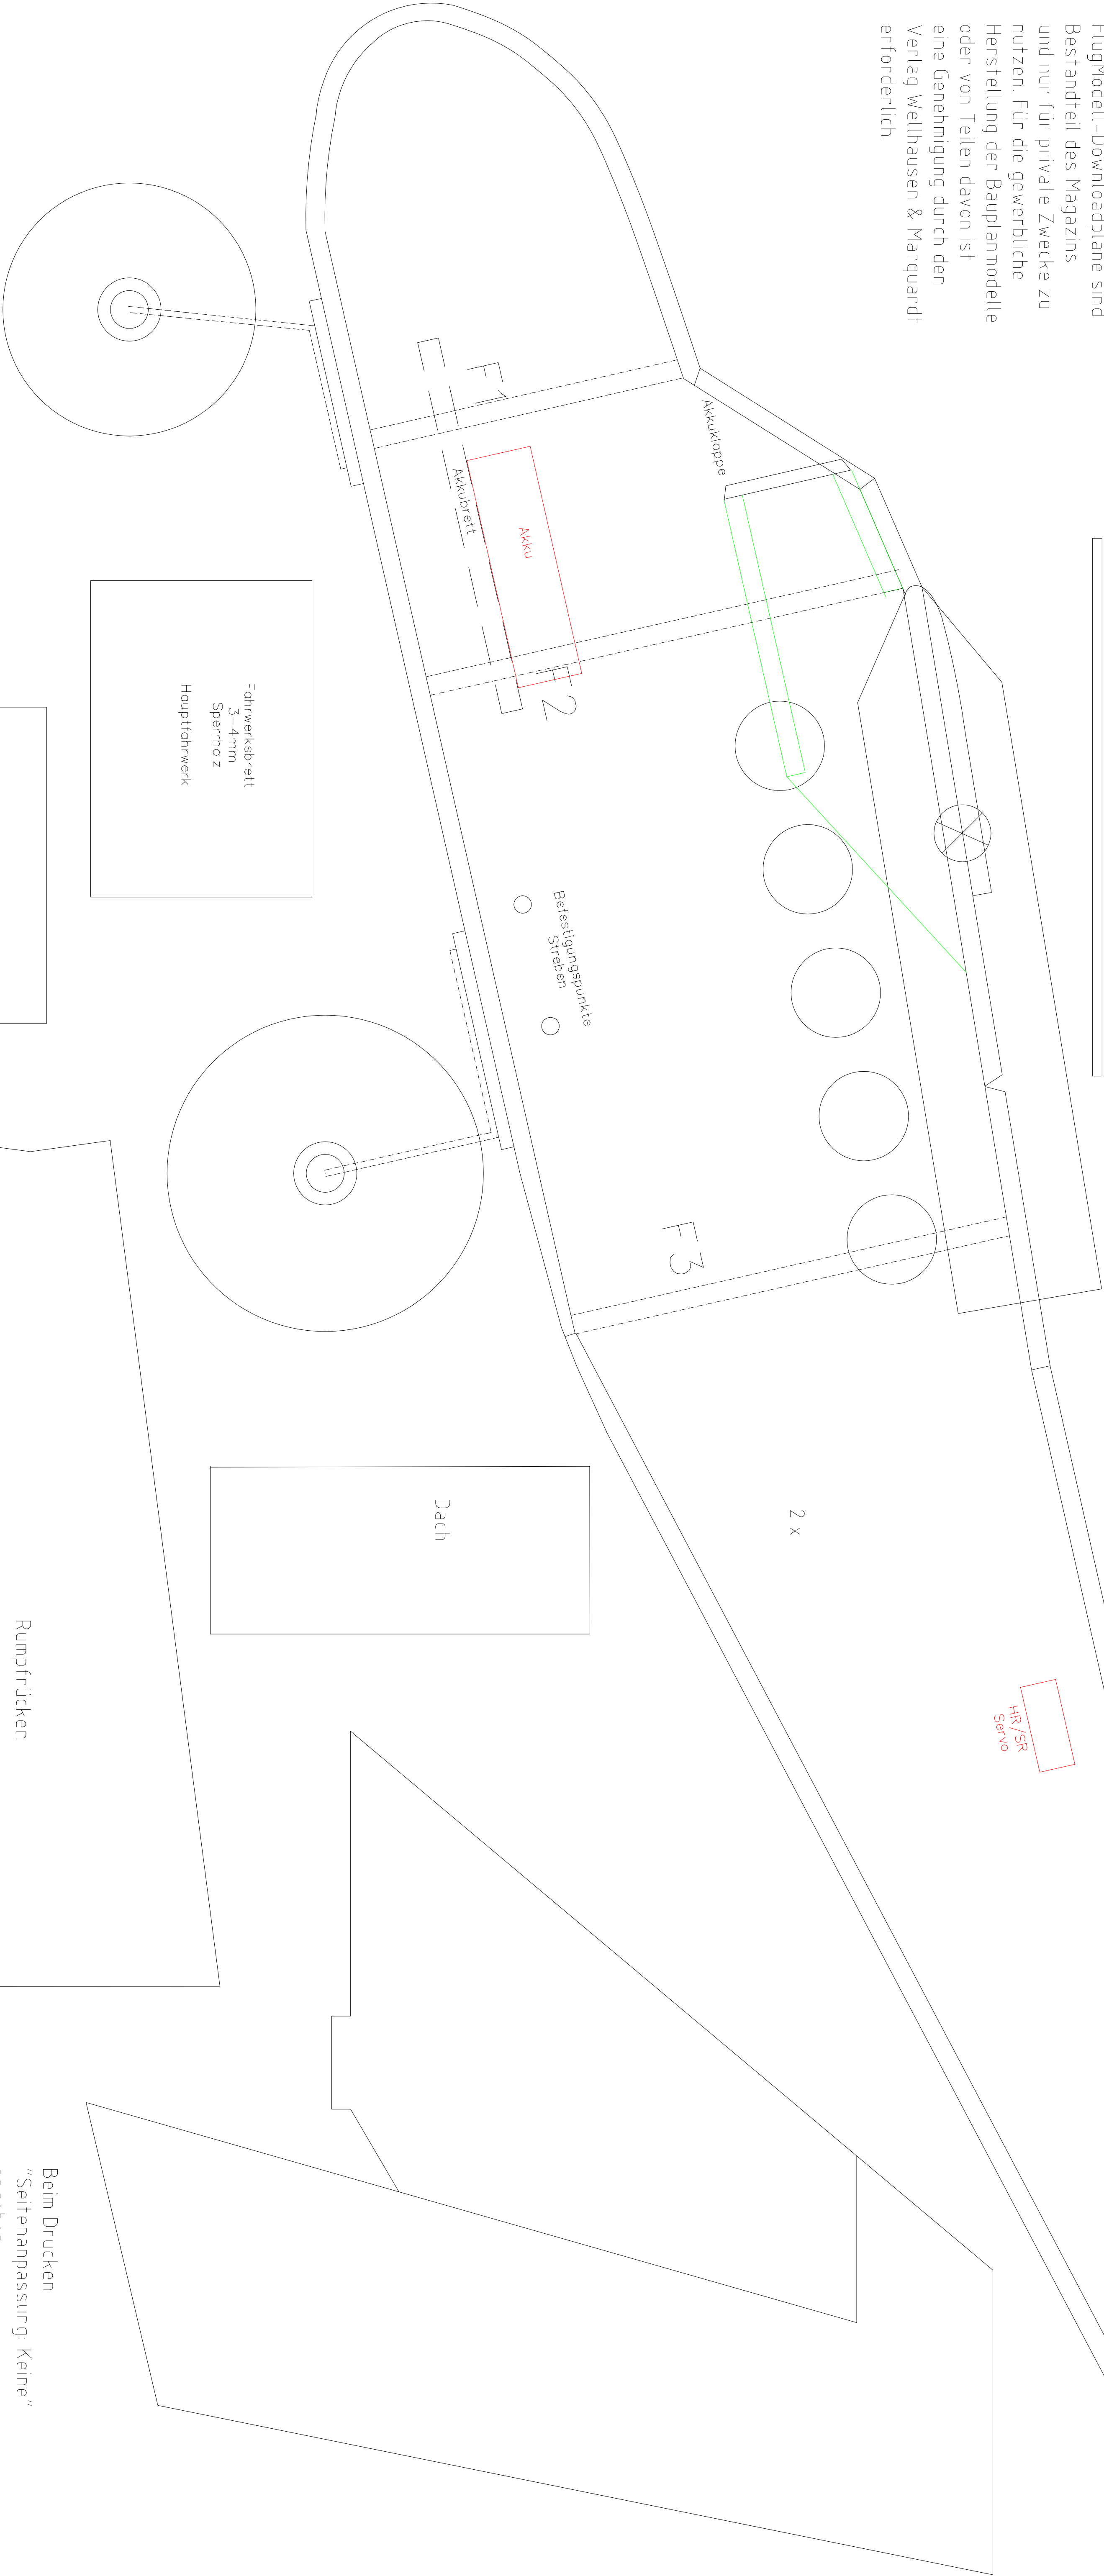 FlugModell-Downloadpläne sind
Bestandteil des Magazins
und nur für private Zwecke zu
nutzen. Für die gewerbliche
Herstellung der Bauplanmodelle
oder von Teilen davon ist
eine Genehmigung durch den
Verlag Wellhausen & Marquardt
erforderlich.
Akkuklappe
F1
Akkubrett
Akku
F2
Fahrwerksbrett
3-4mm
Sperrholz
Hauptfahrwerk
Befestigungspunkte
Streben
F3
Dach
2 x
Rumpfrücken
HR/SR
Servo
Beim Drucken
"Seitenanpassung: Keine"